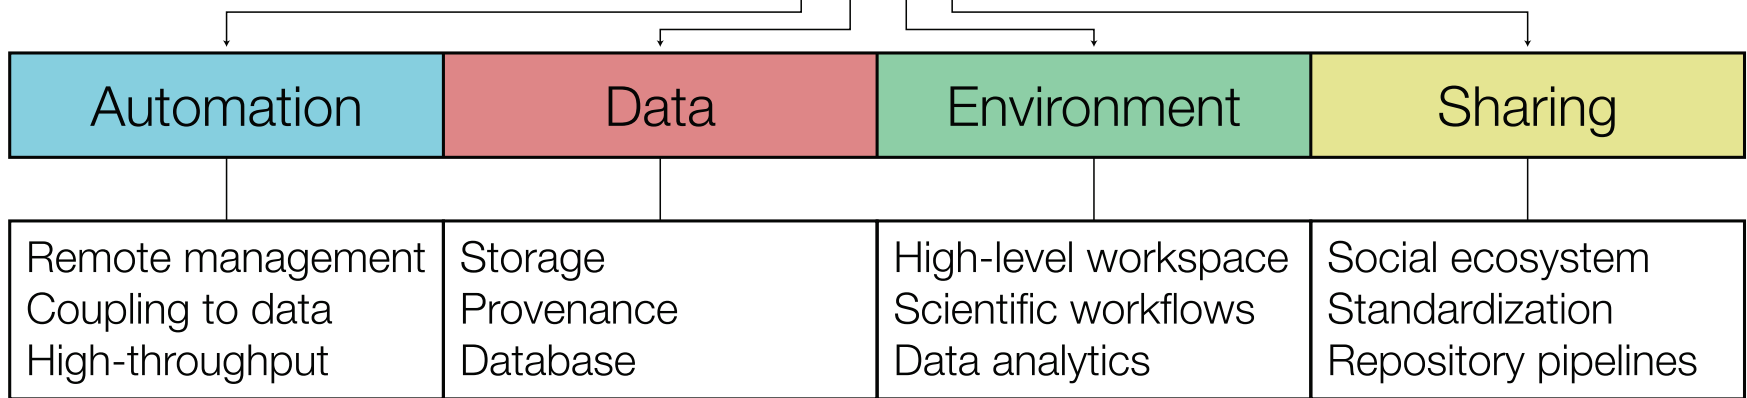 Automation
Data
Environment
Sharing
Remote management
Coupling to data
High-throughput
Storage
Provenance
Database
High-level workspace
Scientific workflows
Data analytics
Social ecosystem
Standardization
Repository pipelines